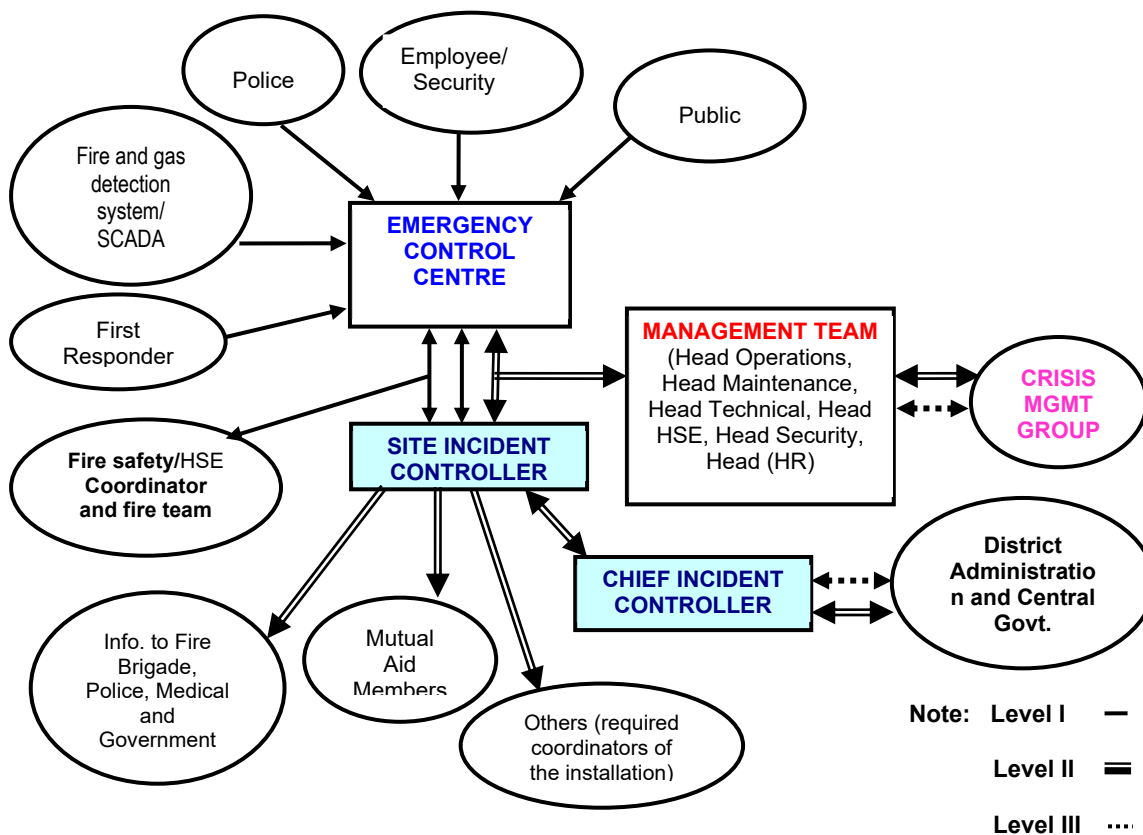 Police
Employee/
Security
Public
Fire and gas
detection
system/
SCADA
EMERGENCY
CONTROL
CENTRE
First
Responder
MANAGEMENT TEAM
(Head Operations,
Head Maintenance,
Head Technical, Head
HSE, Head Security,
Head (HR)
CRISIS
MGMT
GROUP
SITE INCIDENT
CONTROLLER
Fire safety/HSE
Coordinator
and fire team
CHIEF INCIDENT
CONTROLLER
District
Administratio
n and Central
Govt.
Info. to Fire
Brigade,
Police, Medical
and
Government
Mutual
Aid
Members
Others (required
coordinators of
the installation)
Note: Level I
Level II
Level III